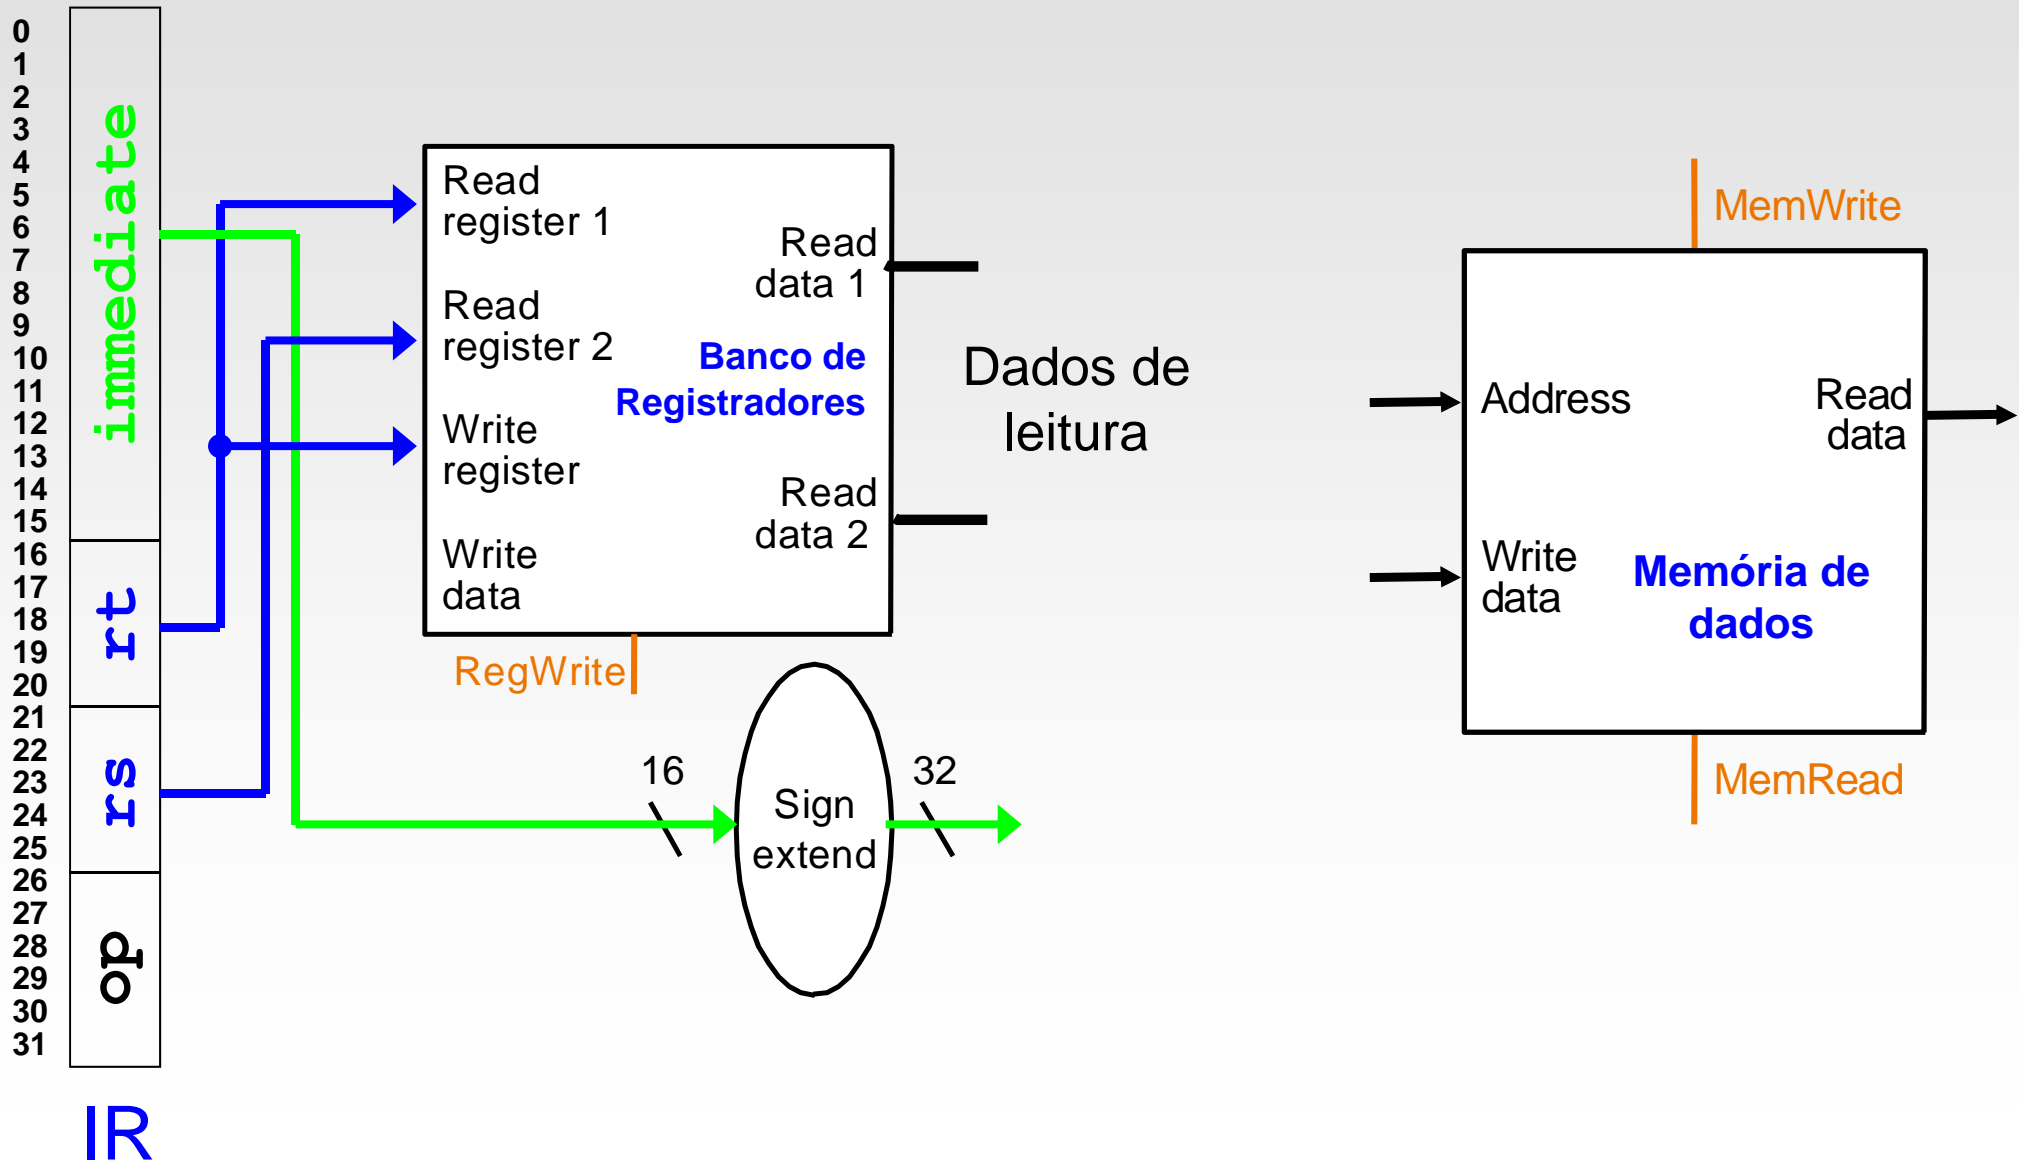 0
1
2
3
4
5
6
7
8
9
10
11
12
13
14
15
16
17
18
19
20
21
22
23
24
25
26
27
28
29
30
31
immediate
rt
rs
op
IR
Read
register 1
Read
register 2
Write
register
Write
data
Read
data 1
Banco de
Registradores
Read
data 2
RegWrite
Dados de
leitura
16
Sign
extend
32
MemWrite
Address
Read
data
Write
data
Memória de
dados
MemRead